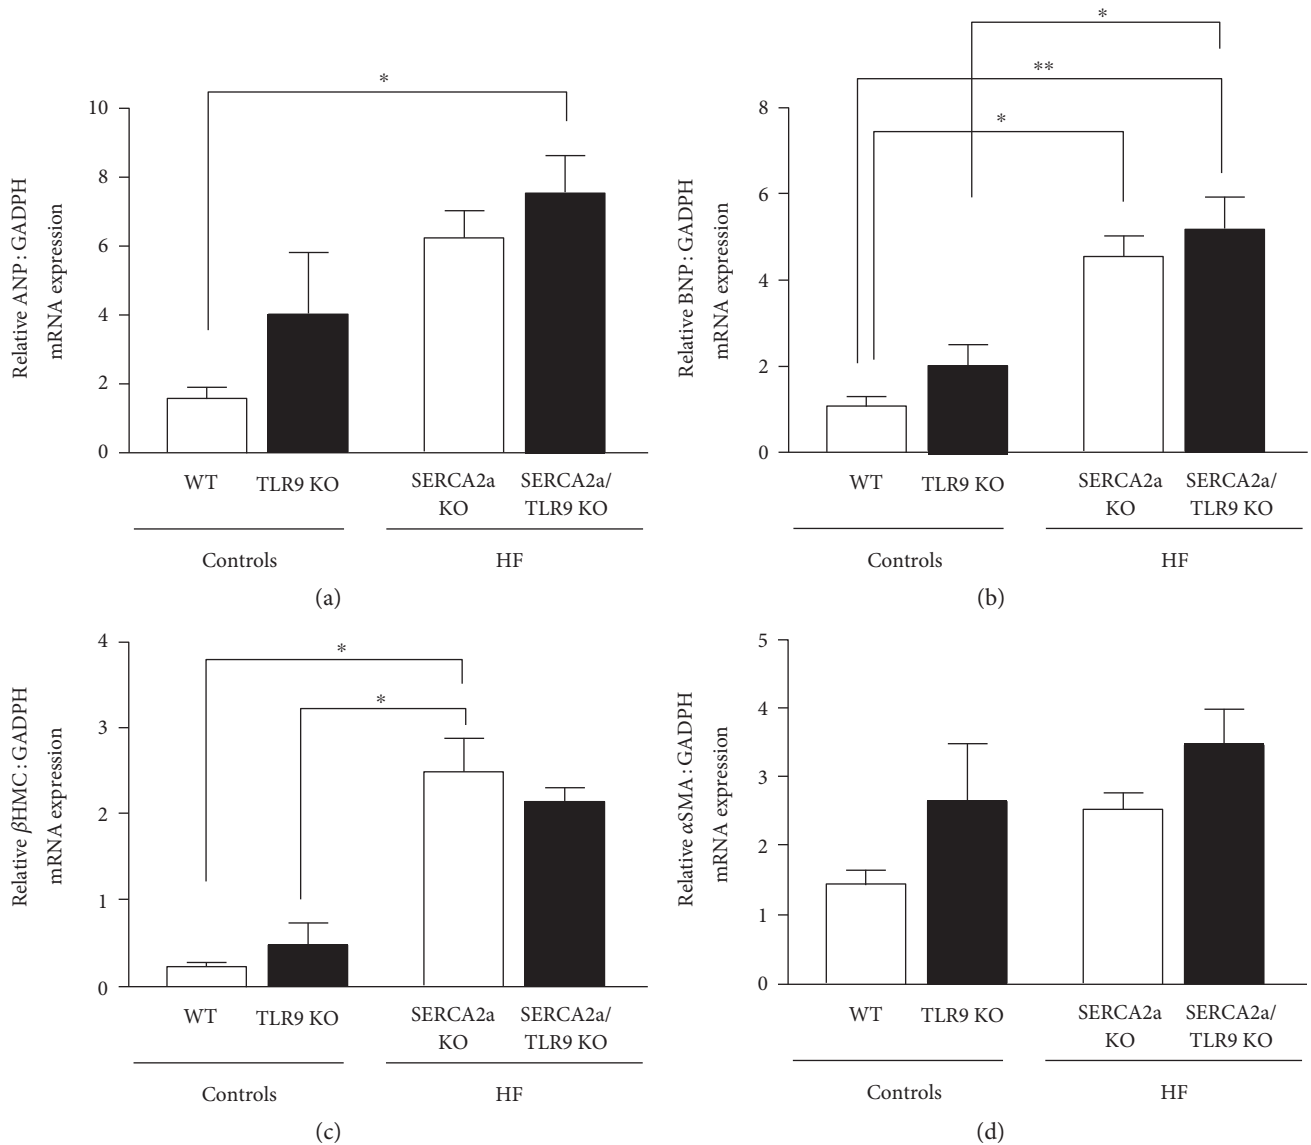 Relative ANP : GADPH
mRNA expression
10
8
6
4
2
0
*
WT
TLR9 KO
SERCA2a
KO
SERCA2a/
TLR9 KO
Controls
HF
(a)
Relative BNP : GADPH
mRNA expression
8
6
4
2
0
*
**
*
WT
TLR9 KO
SERCA2a
KO
SERCA2a/
TLR9 KO
Controls
HF
(b)
Relative βHMC : GADPH
mRNA expression
4
3
2
1
0
*
*
WT
TLR9 KO
SERCA2a
KO
SERCA2a/
TLR9 KO
Controls
HF
(c)
Relative αSMA : GADPH
mRNA expression
5
4
3
2
1
0
WT
TLR9 KO
SERCA2a
KO
SERCA2a/
TLR9 KO
Controls
HF
(d)